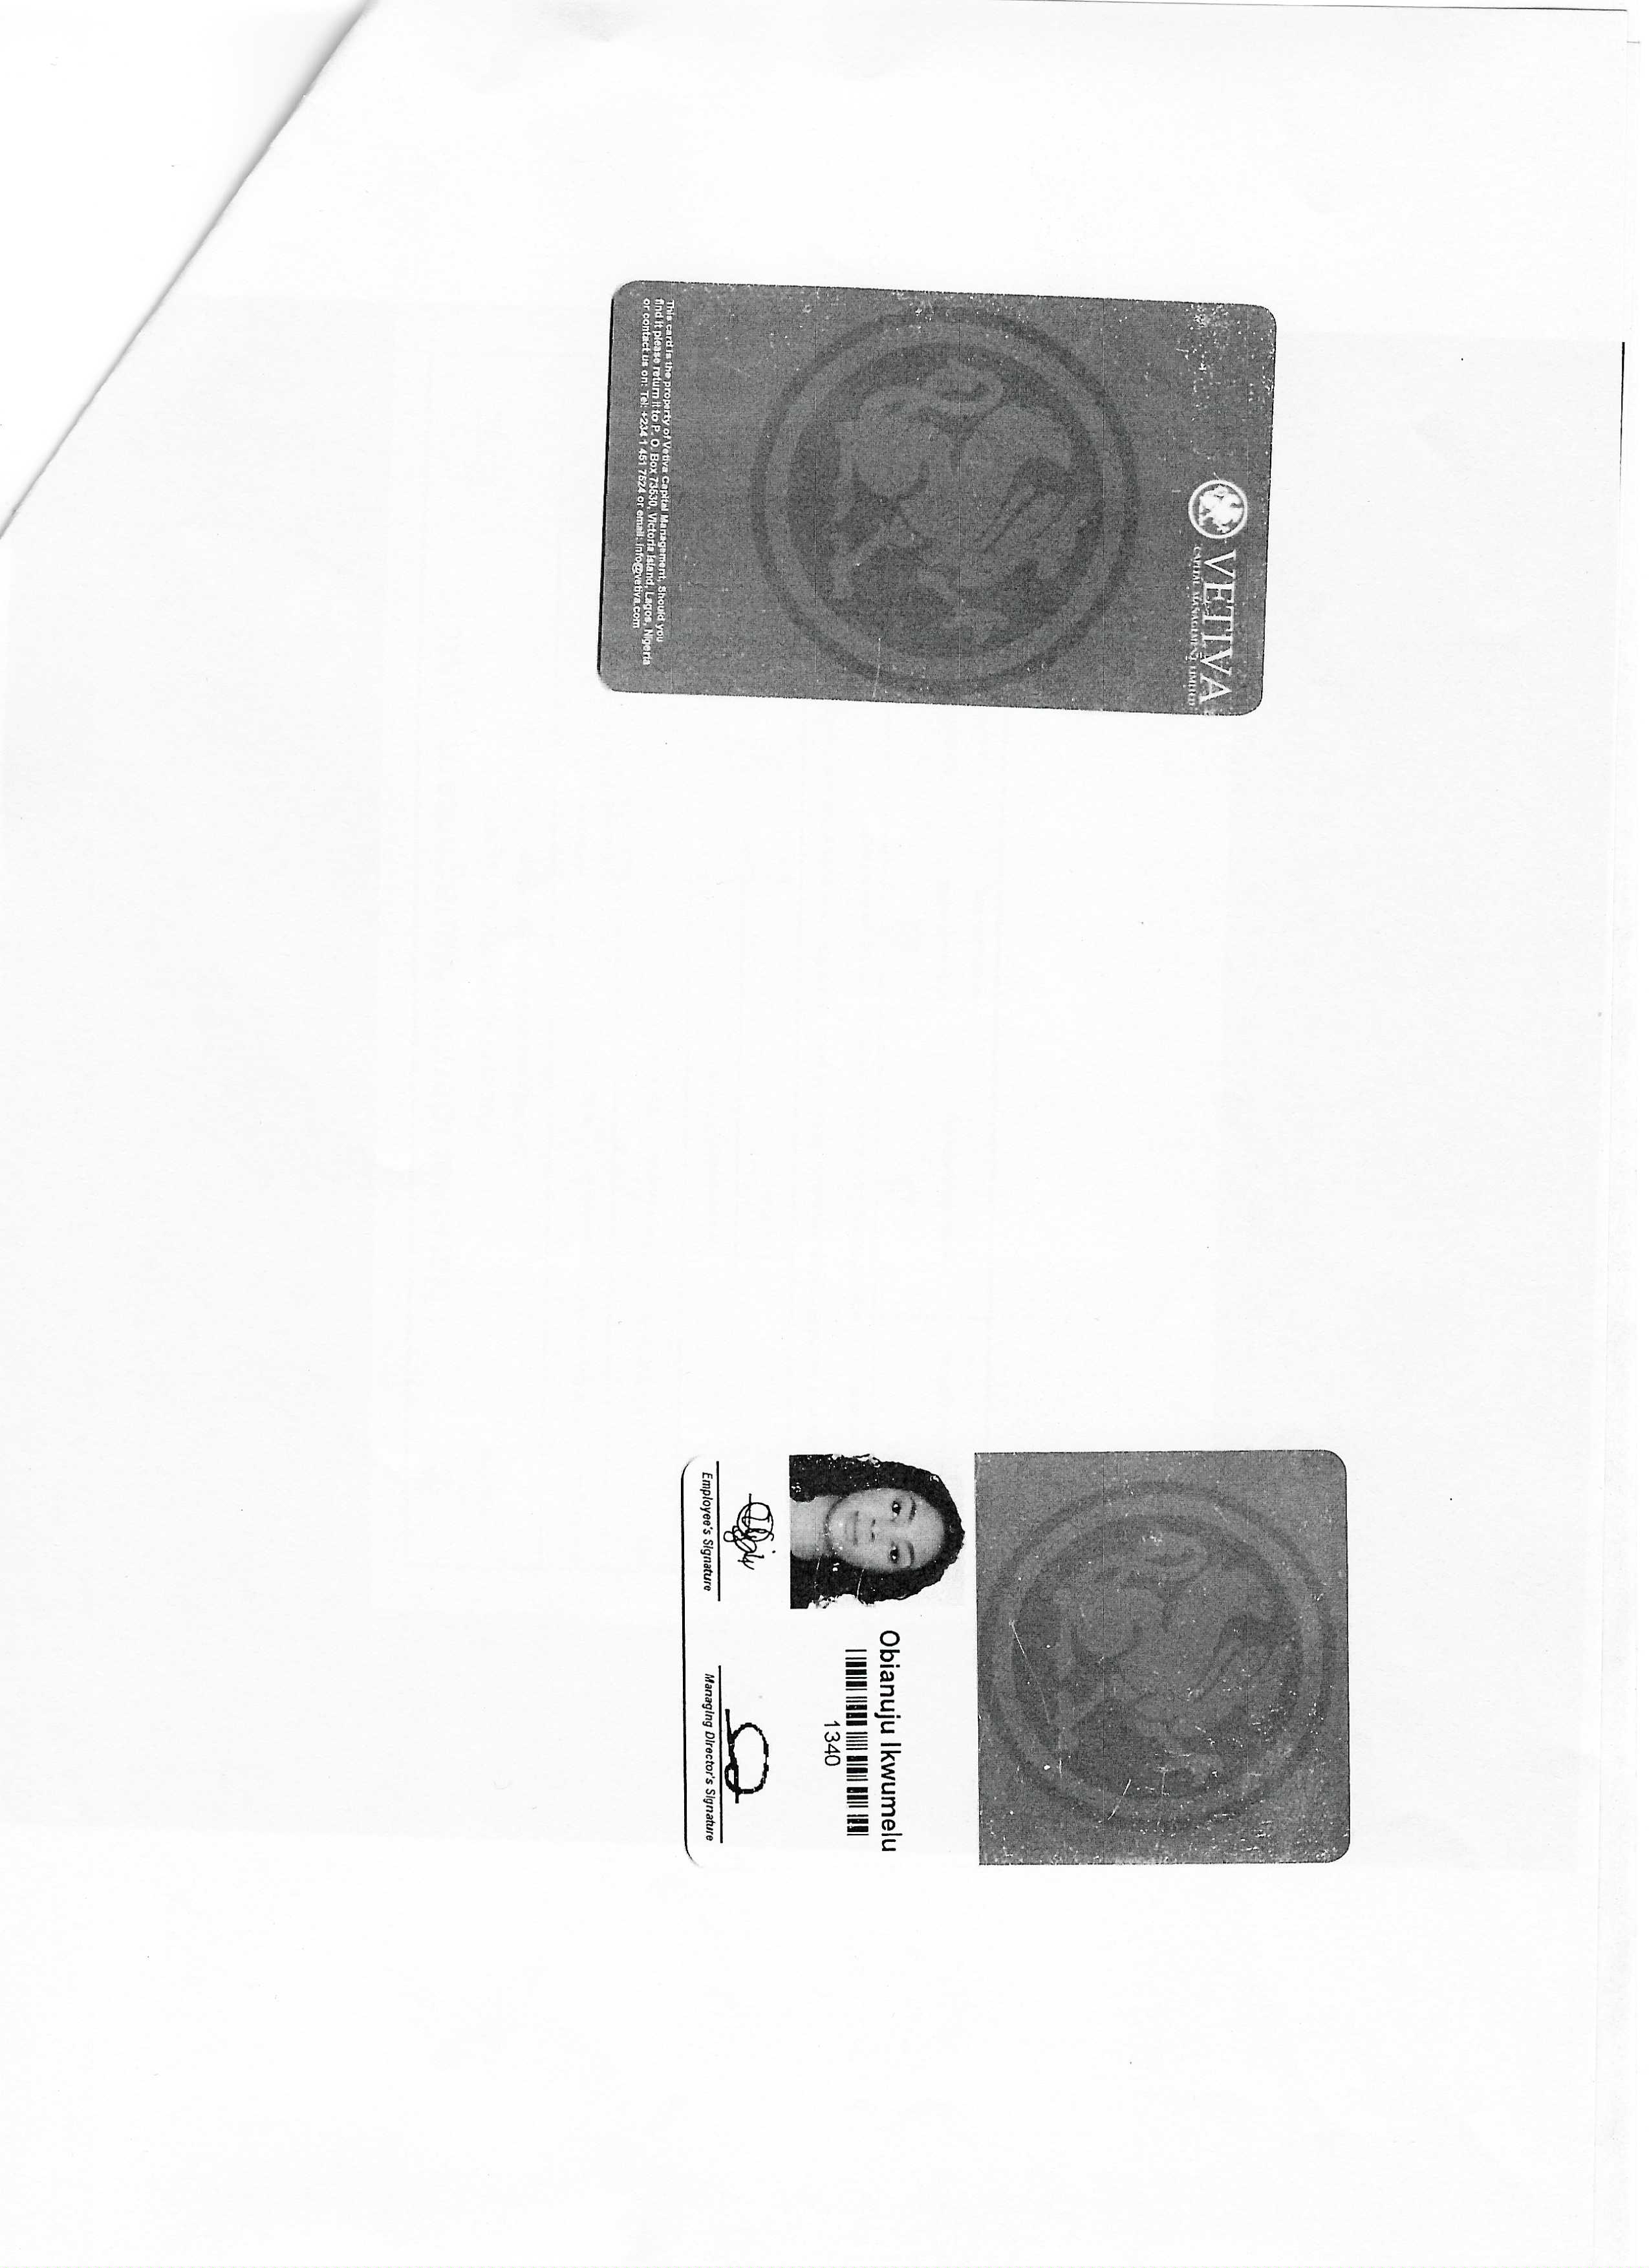 VETIVA
CAPITAL MANAGEMENT LIMITED
This card is the property of Vetiva Capital Management, Should you
find it please return it to P. O. Box 73530, Victoria Island, Lagos, Nigeria
or contact us on: Tel: +234 1 451 7524 or email: info@vetiva.com
Obianuju Ikwumelu
1340
Employee's Signature
Managing Director's Signature